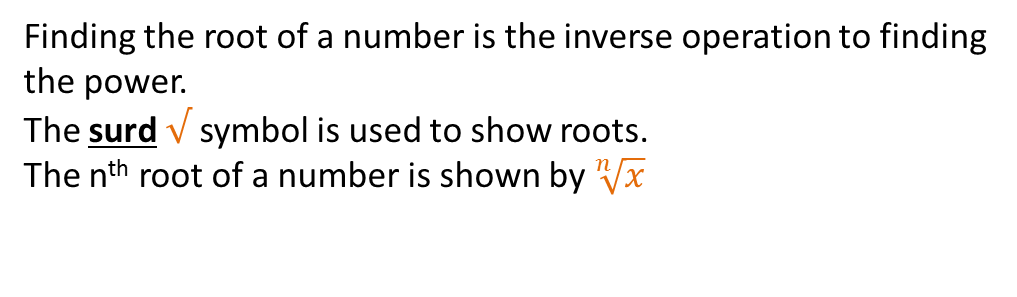 Finding the root of a number is the inverse operation to finding
the power.
The surd √ symbol is used to show roots.
The nᵗʰ root of a number is shown by ⁿ√x